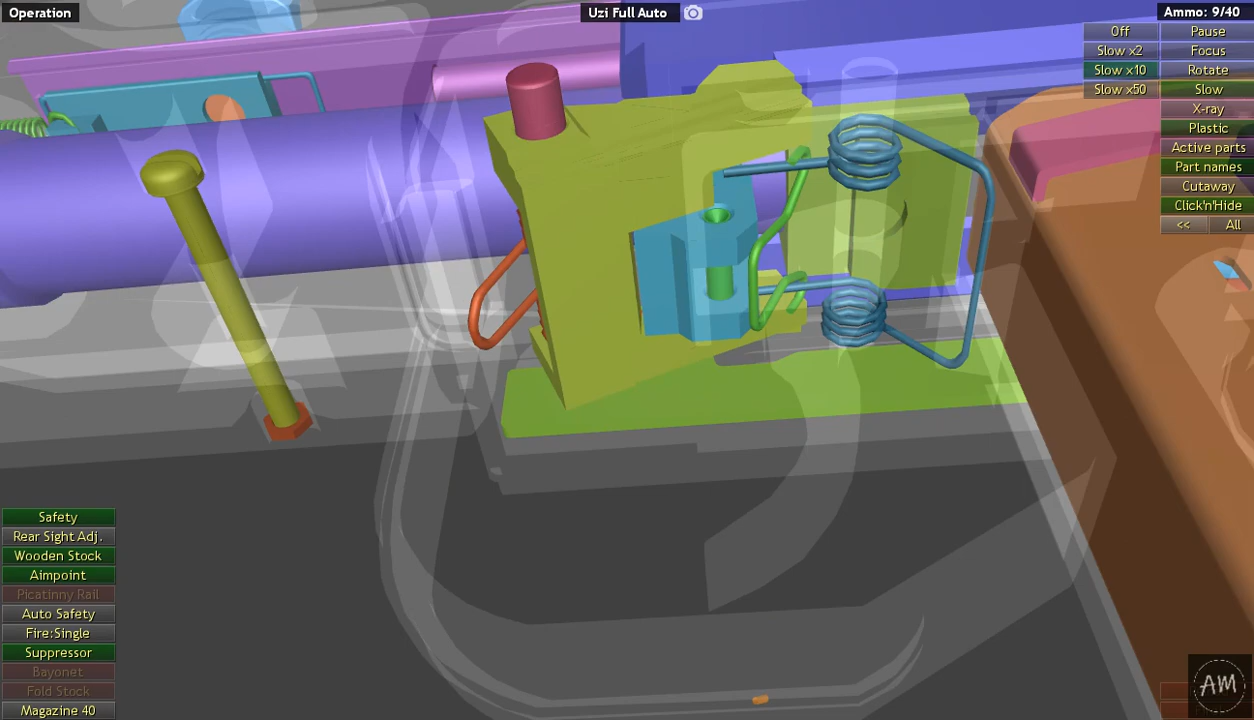 Operation
Uzi Full Auto
Ammo: 9/40
Off
Pause
Slow x2
Focus
Slow x10
Rotate
Slow x50
Slow
X-ray
Plastic
Active parts
Part names
Cutaway
Click'n'Hide
<<
All
Safety
Rear Sight Adj.
Wooden Stock
Aimpoint
Picatinny Rail
Auto Safety
Fire:Single
Suppressor
Bayonet
Fold Stock
Magazine 40
AM